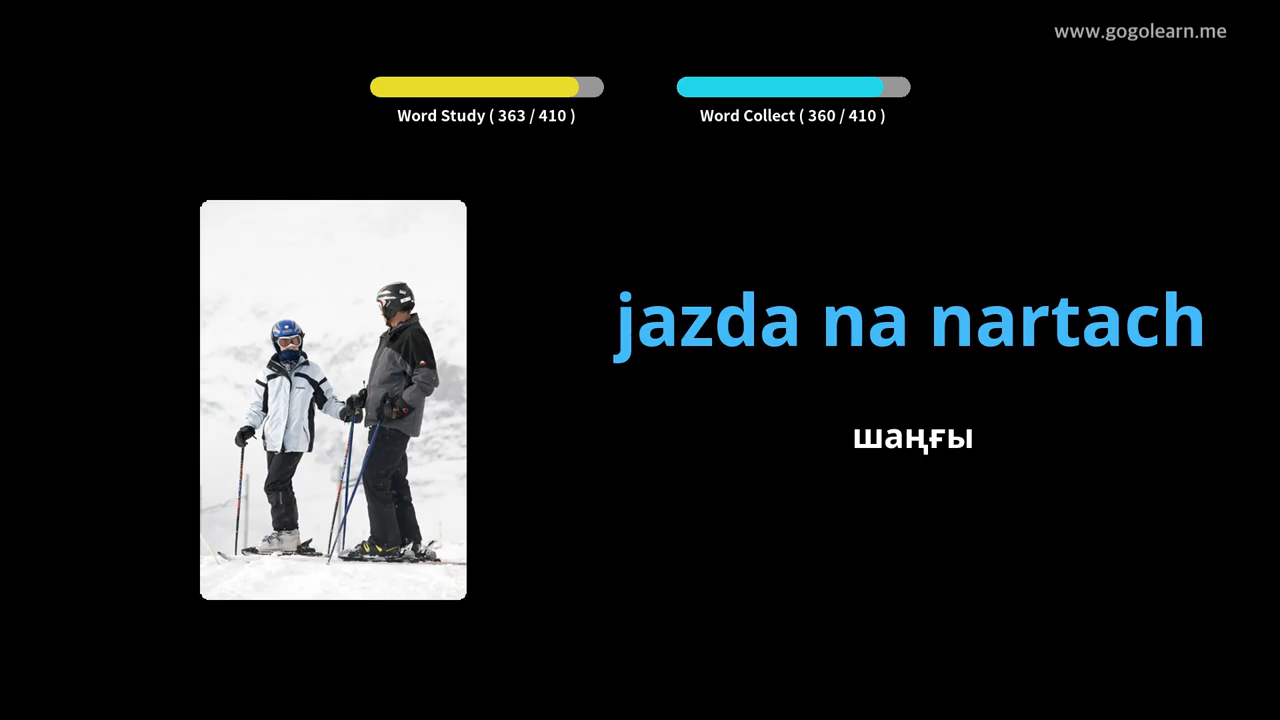 www.gogolearn.me
Word Study ( 363 / 410 )
Word Collect ( 360 / 410 )
jazda na nartach
шаңғы